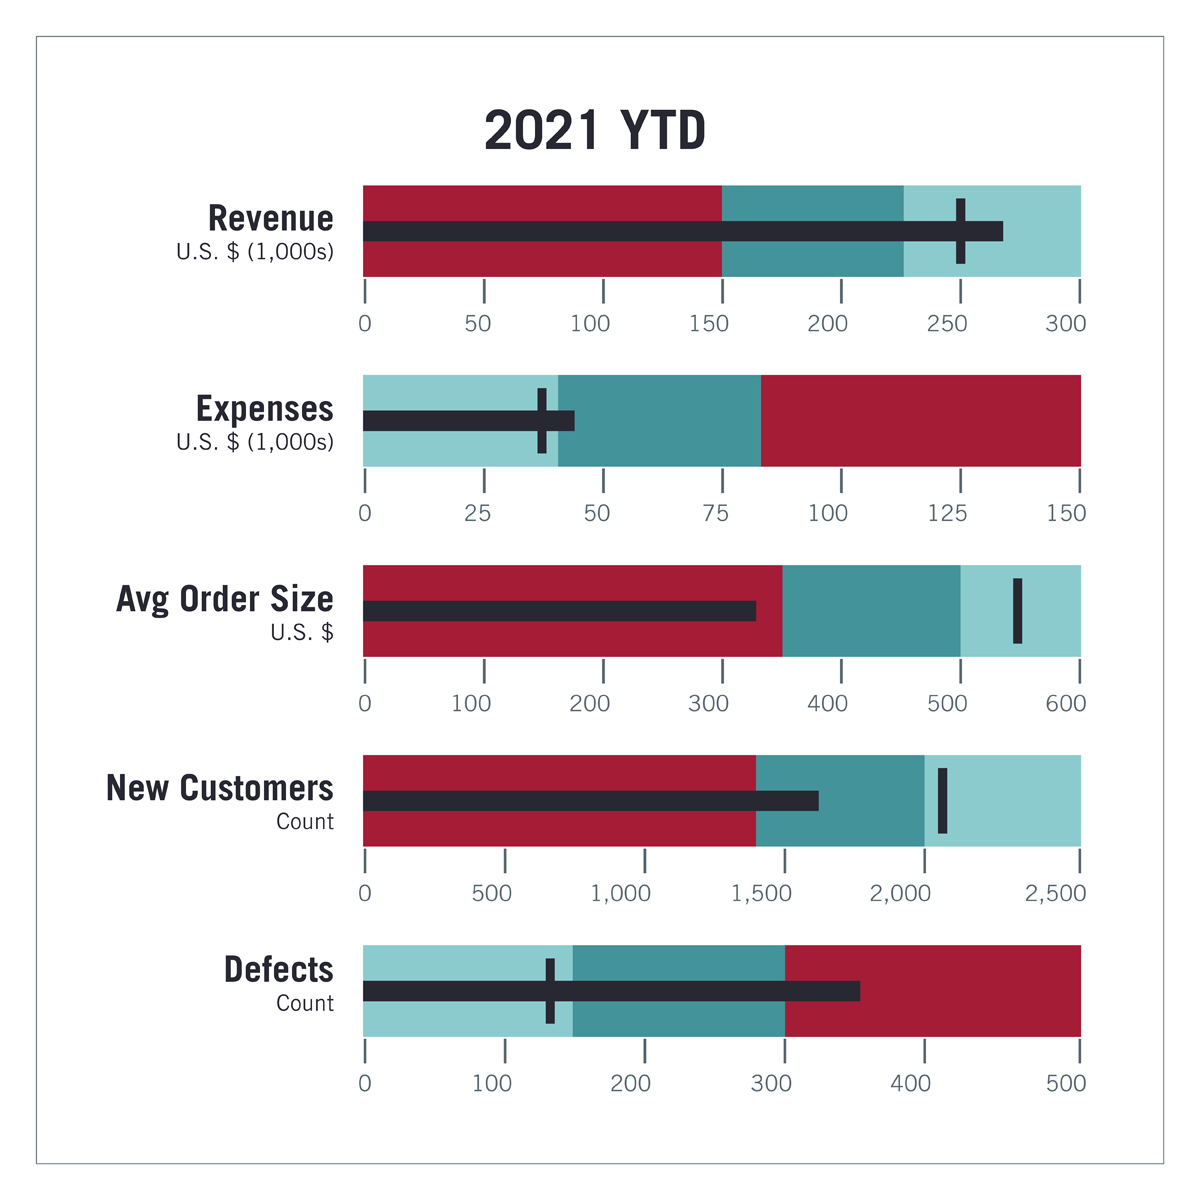 2021 YTD
Revenue
U.S. $ (1,000s)
0 50 100 150 200 250 300
Expenses
U.S. $ (1,000s)
0 25 50 75 100 125 150
Avg Order Size
U.S. $
0 100 200 300 400 500 600
New Customers
Count
0 500 1,000 1,500 2,000 2,500
Defects
Count
0 100 200 300 400 500